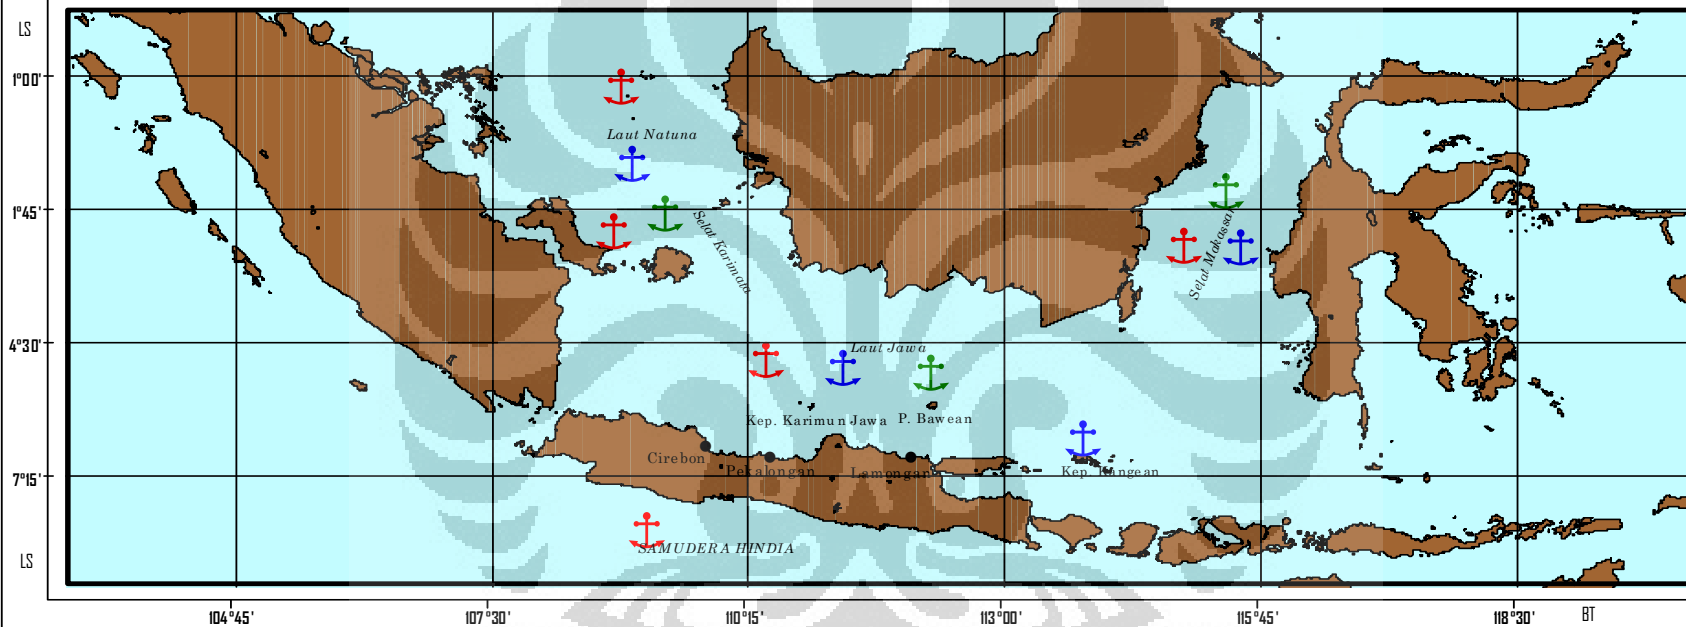 LS
1°00'
Laut Natuna
1°45'
Selat Karimata
Selat Makassar
4°30'
Laut Jawa
Kep. Karimun Jawa P. Bawean
Cirebon
Pekalongan Lamongan Kep. Kangean
7°15'
SAMUDERA HINDIA
LS
104°45' 107°30' 110°15' 113°00' 115°45' 118°30' BT